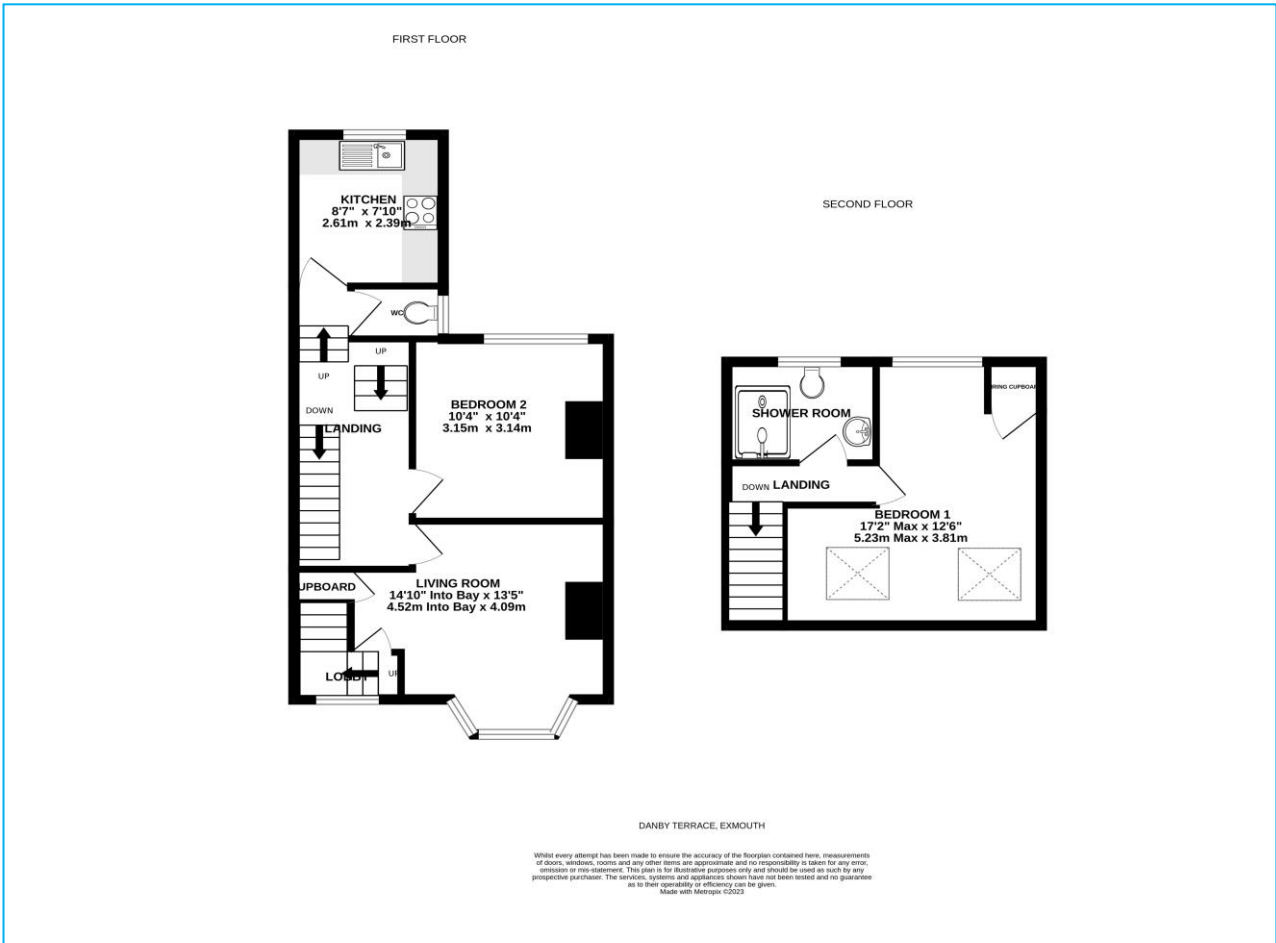 FIRST FLOOR
KITCHEN
8'7" x 7'10"
2.61m x 2.39m
WC
UP
UP
DOWN
LANDING
BEDROOM 2
10'4" x 10'4"
3.15m x 3.14m
UPBOARD
LIVING ROOM
14'10" Into Bay x 13'5"
4.52m Into Bay x 4.09m
LOBBY
UP
SECOND FLOOR
SHOWER ROOM
RING CUPBOAR
DOWN
LANDING
BEDROOM 1
17'2" Max x 12'6"
5.23m Max x 3.81m
DANBY TERRACE, EXMOUTH
Whilst every attempt has been made to ensure the accuracy of the floorplan contained here, measurements
of doors, windows, rooms and any other items are approximate and no responsibility is taken for any error,
omission or mis-statement. This plan is for illustrative purposes only and should be used as such by any
prospective purchaser. The services, systems and appliances shown have not been tested and no guarantee
as to their operability or efficiency can be given.
Made with Metropix ©2023